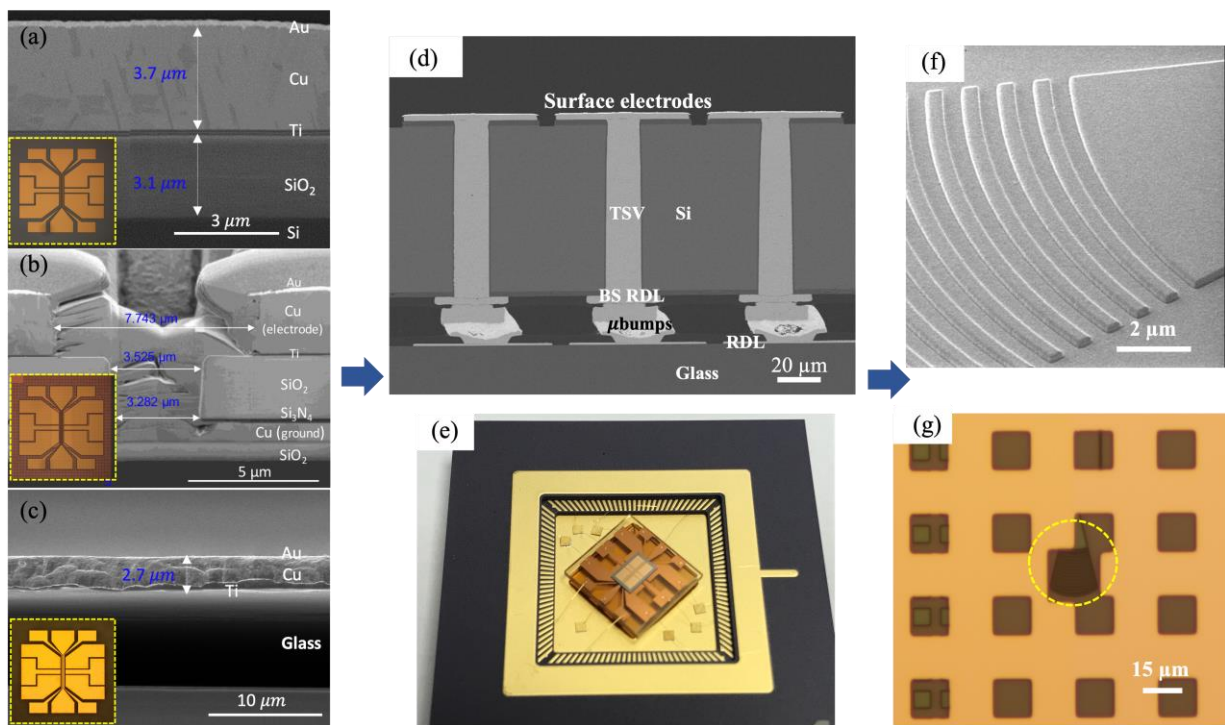 (a)
Au
3.7 μm
Cu
Ti
3.1 μm
SiO₂
3 μm
Si
(b)
Au
Cu
(electrode)
7.743 μm
Ti
3.525 μm
SiO₂
3.282 μm
Si₃N₄
Cu (ground)
SiO₂
5 μm
(c)
Au
2.7 μm
Cu
Ti
Glass
10 μm
(d)
Surface electrodes
TSV
Si
BS RDL
μbumps
RDL
Glass
20 μm
(e)
(f)
2 μm
(g)
15 μm